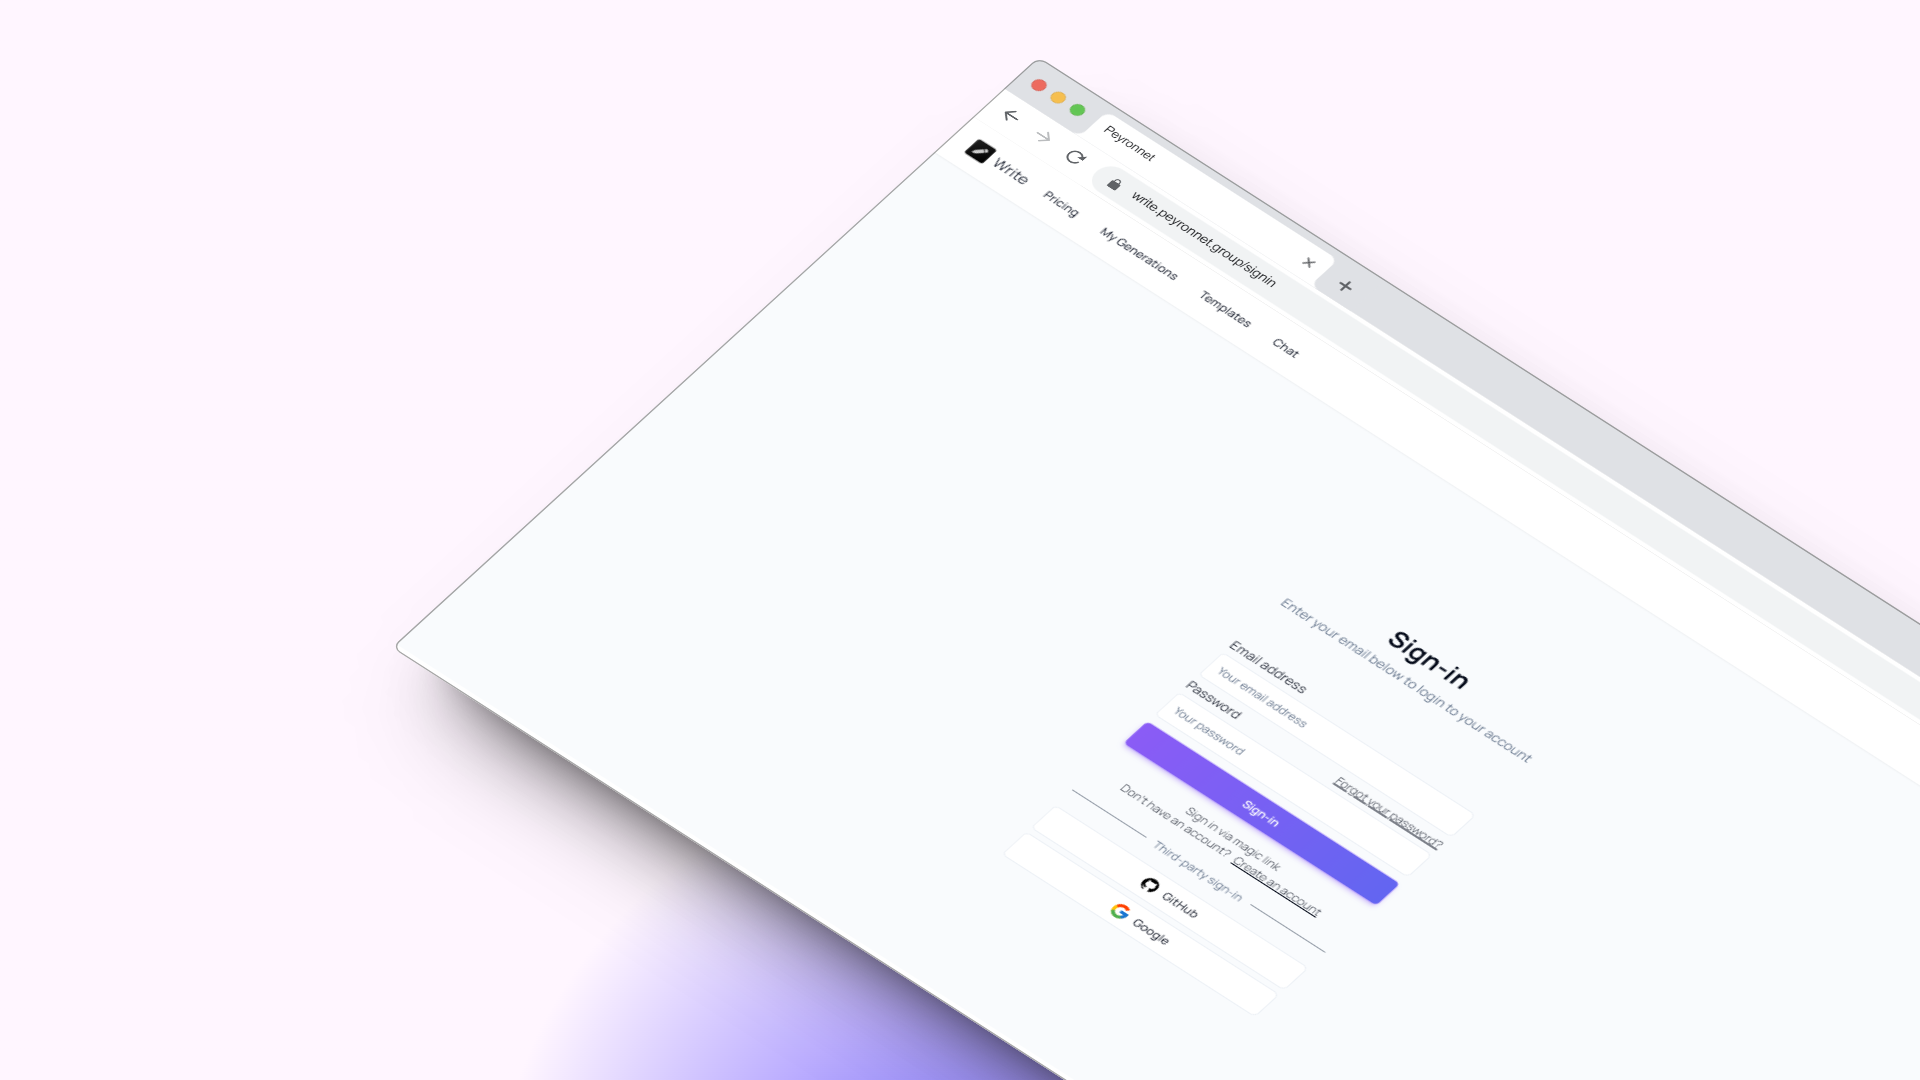 Peyronnet
write.peyronnet.group/signin
Write
Pricing
My Generations
Templates
Chat
Sign-in
Enter your email below to login to your account
Email address
Your email address
Password
Forgot your password?
Your password
Sign-in
Sign in via magic link
Don't have an account? Create an account
Third-party sign-in
GitHub
Google